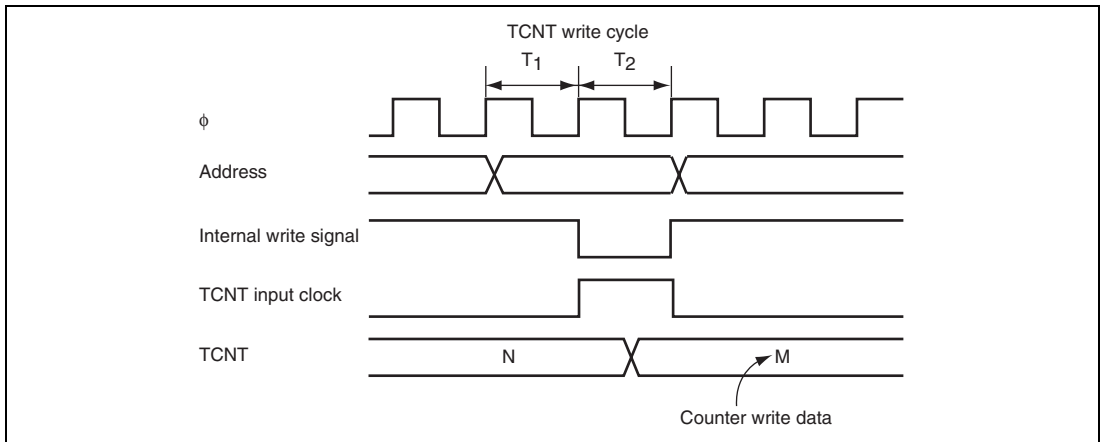 TCNT write cycle
T1 T2
ϕ
Address
Internal write signal
TCNT input clock
TCNT N M
Counter write data